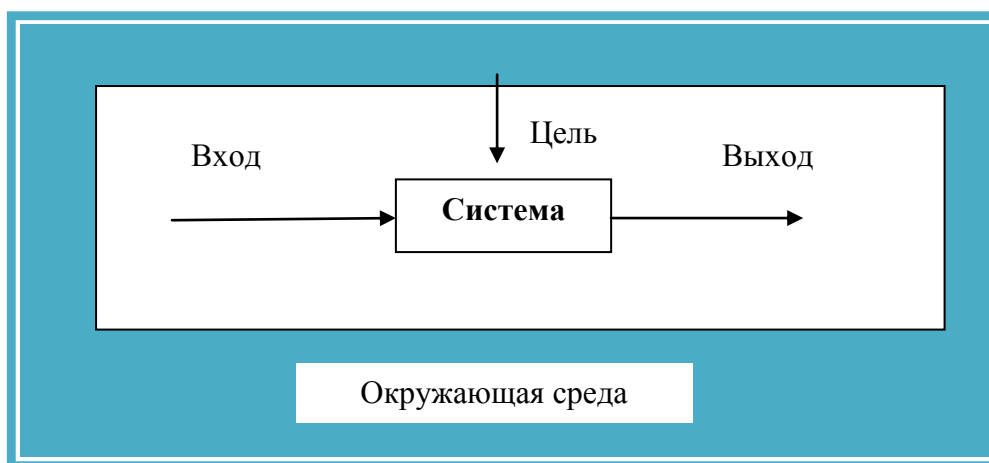 Цель
Вход
Выход
Система
Окружающая среда